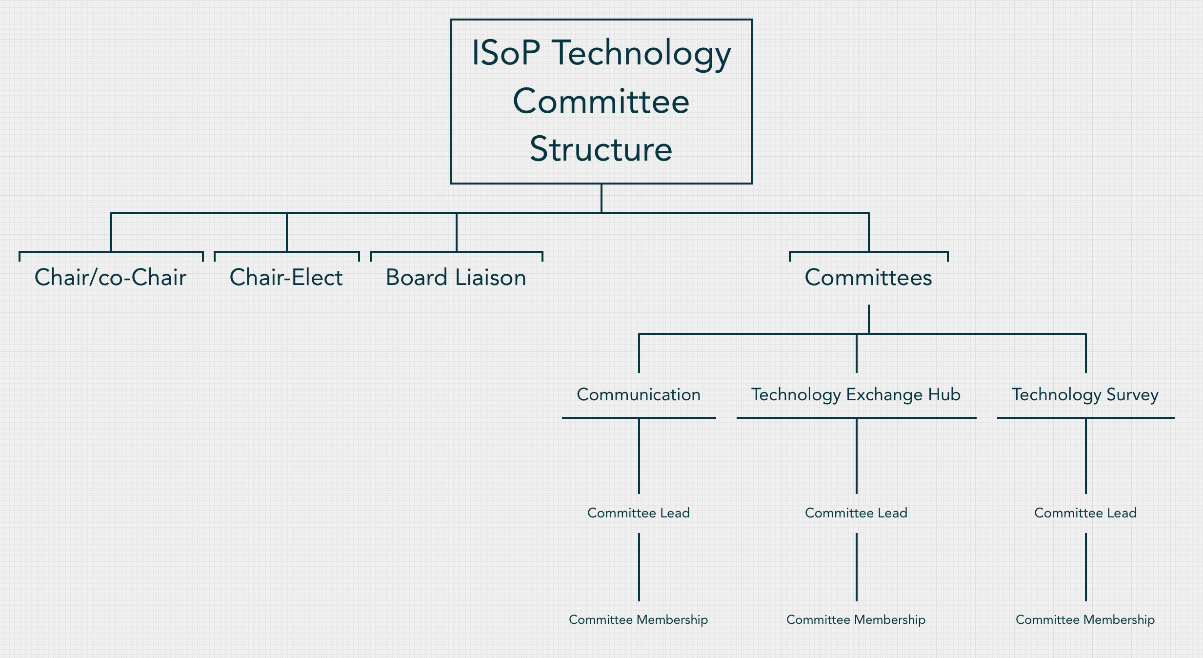 ISoP Technology
Committee
Structure
Chair/co-Chair
Chair-Elect
Board Liaison
Committees
Communication
Technology Exchange Hub
Technology Survey
Committee Lead
Committee Lead
Committee Lead
Committee Membership
Committee Membership
Committee Membership